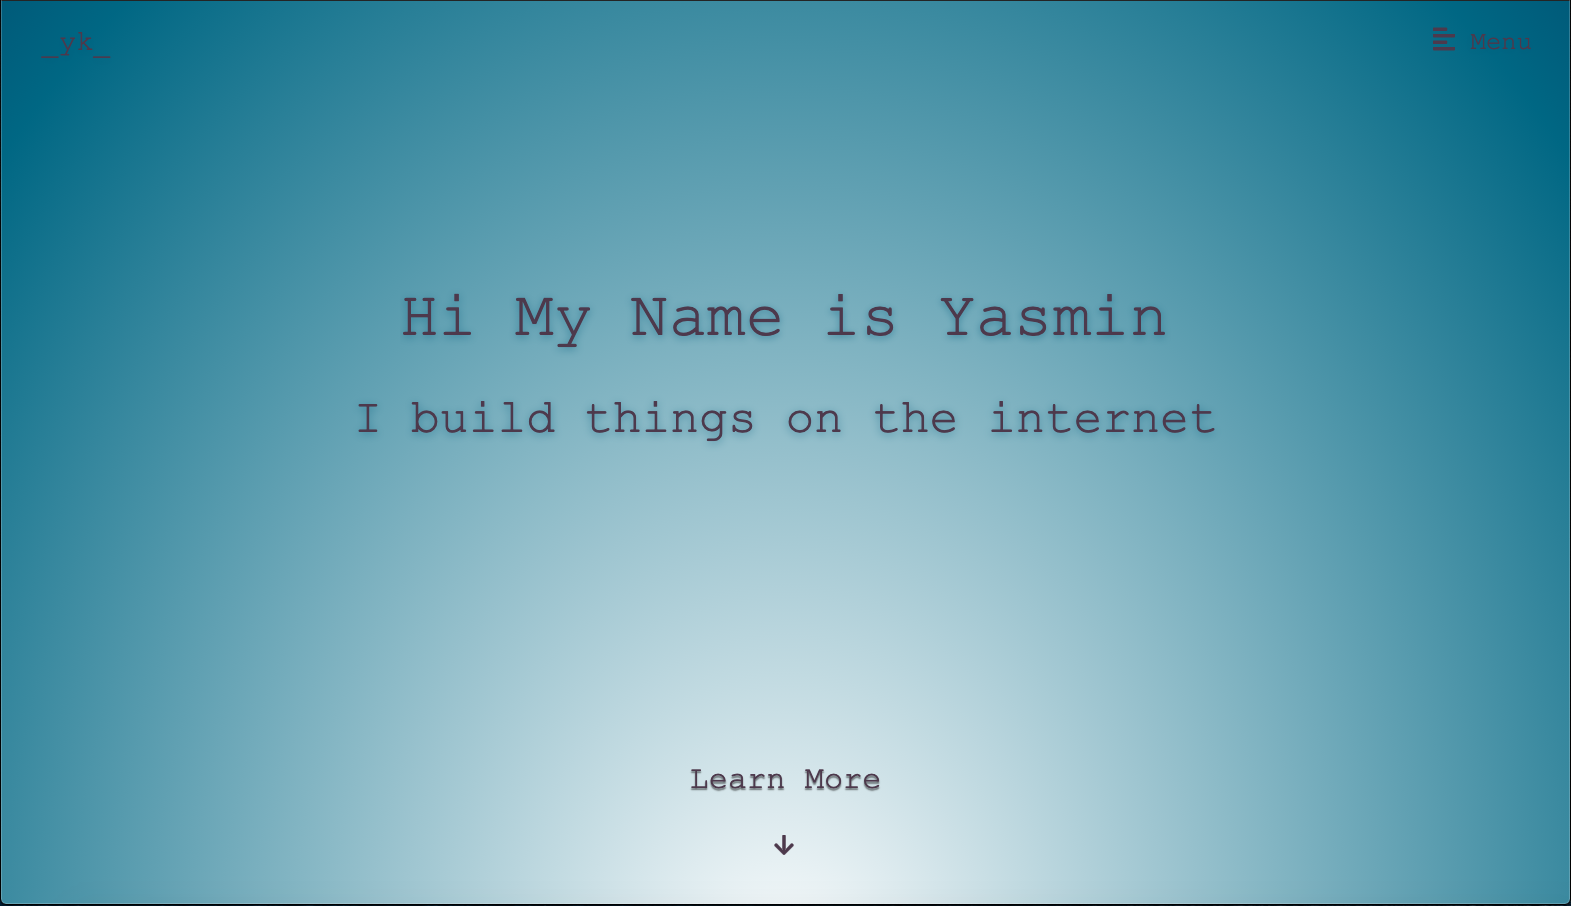 _yk_
Menu
Hi My Name is Yasmin
I build things on the internet
Learn More